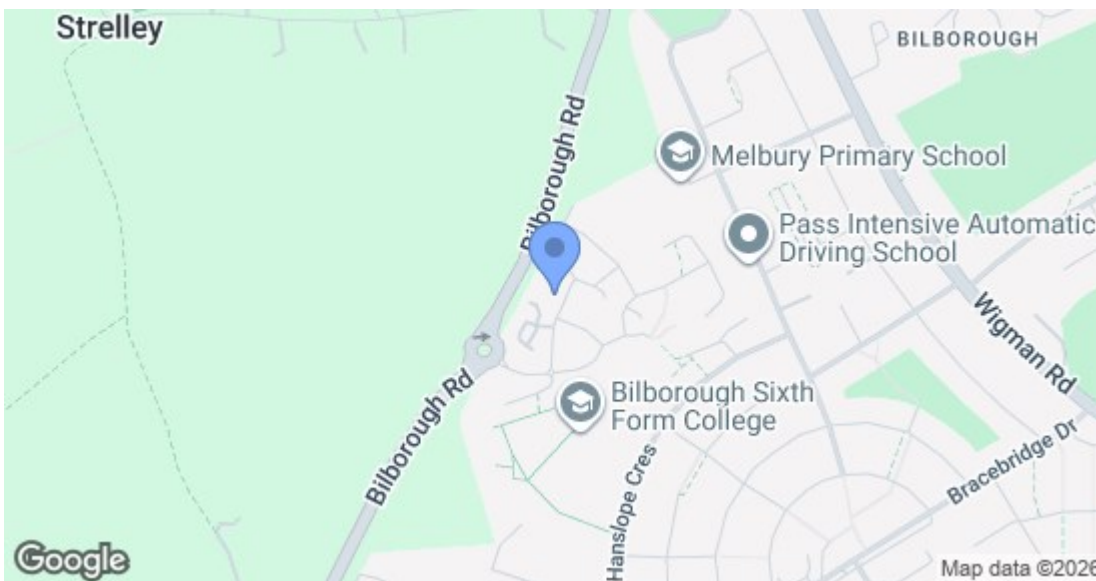 Strelley
BILBOROUGH
Bilborough Rd
Melbury Primary School
Pass Intensive Automatic
Driving School
Wigman Rd
Bilborough Rd
Bilborough Sixth
Form College
Hanslope Cres
Bracebridge Dr
Google
Map data ©2026